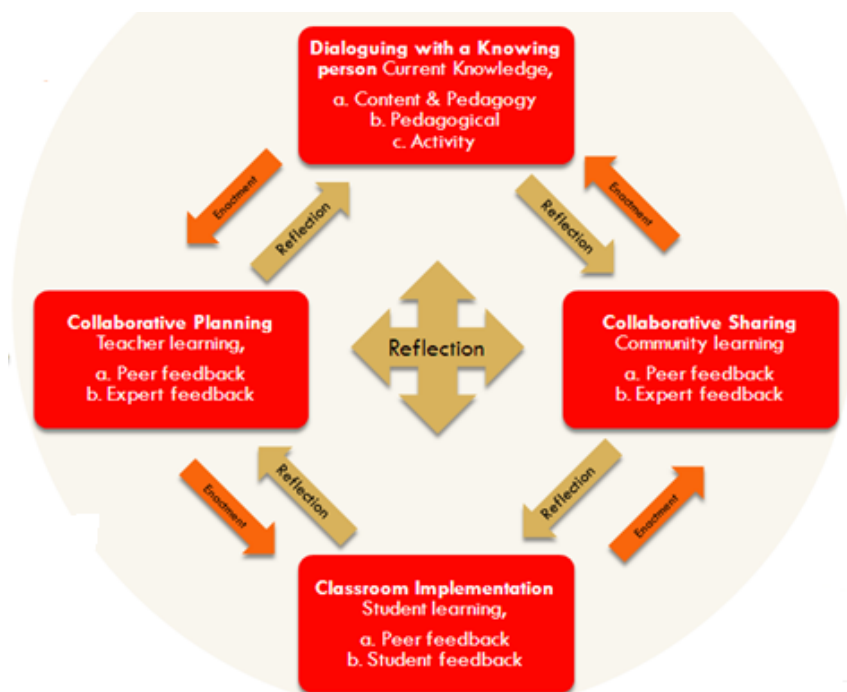 Dialoguing with a Knowing
person Current Knowledge,
a. Content & Pedagogy
b. Pedagogical
c. Activity
Enactment
Reflection
Reflection
Enactment
Collaborative Planning
Teacher learning,
a. Peer feedback
b. Expert feedback
Reflection
Collaborative Sharing
Community learning
a. Peer feedback
b. Expert feedback
Enactment
Reflection
Reflection
Enactment
Classroom Implementation
Student learning,
a. Peer feedback
b. Student feedback